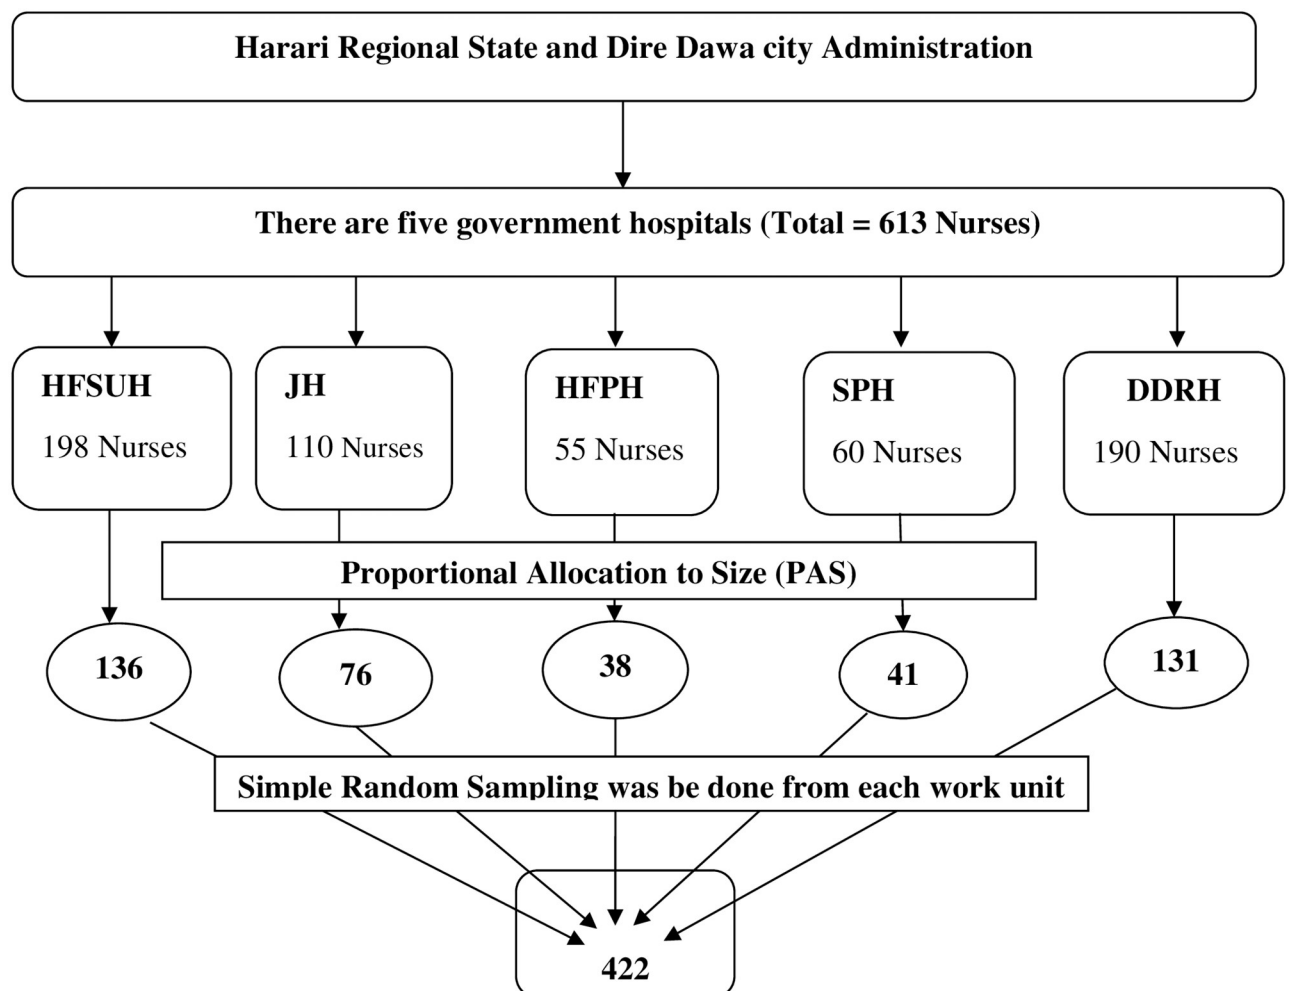 Harari Regional State and Dire Dawa city Administration
There are five government hospitals (Total = 613 Nurses)
HFSUH
198 Nurses
JH
110 Nurses
HFPH
55 Nurses
SPH
60 Nurses
DDRH
190 Nurses
Proportional Allocation to Size (PAS)
136
76
38
41
131
Simple Random Sampling was be done from each work unit
422